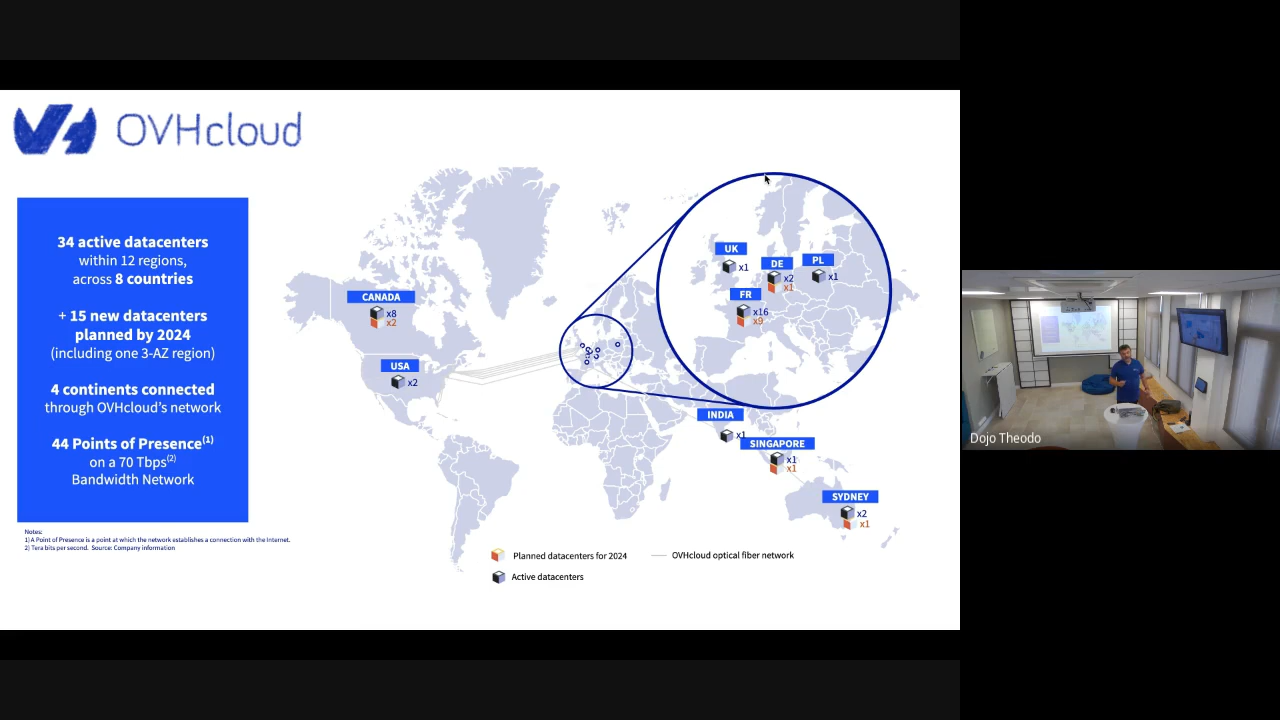 OVHcloud
34 active datacenters
within 12 regions,
across 8 countries
+ 15 new datacenters
planned by 2024
(including one 3-AZ region)
4 continents connected
through OVHcloud's network
44 Points of Presence(1)
on a 70 Tbps(2)
Bandwidth Network
Notes:
1) A Point of Presence is a point at which the network establishes a connection with the Internet.
2) Tera bits per second. Source: Company information
CANADA
x8
x2
USA
x2
UK
x1
DE
x2
x1
PL
x1
FR
x16
x9
INDIA
x1
SINGAPORE
x1
x1
SYDNEY
x2
x1
Planned datacenters for 2024
OVHcloud optical fiber network
Active datacenters
Dojo Theodo